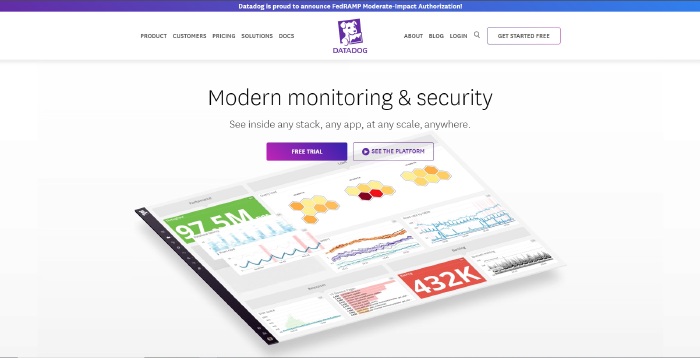 Datadog is proud to announce FedRAMP Moderate-Impact Authorization!
PRODUCT CUSTOMERS PRICING SOLUTIONS DOCS
DATADOG
ABOUT BLOG LOGIN GET STARTED FREE
Modern monitoring & security
See inside any stack, any app, at any scale, anywhere.
FREE TRIAL SEE THE PLATFORM
97.5M
432K